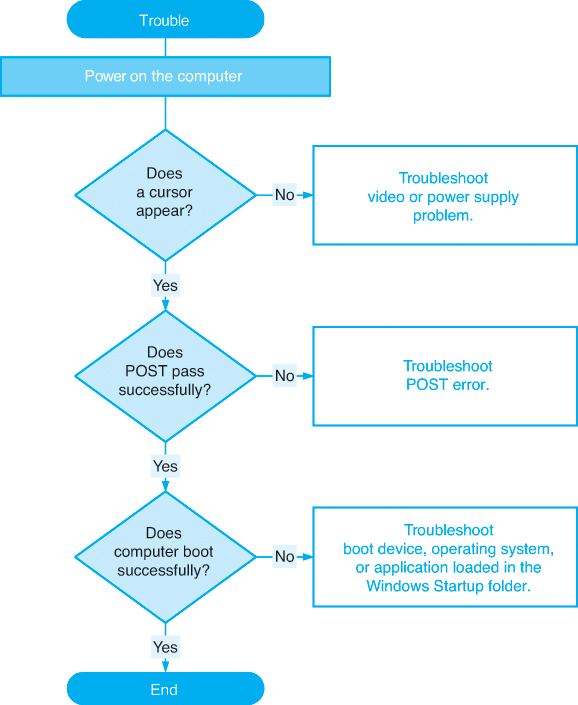 Trouble
Power on the computer
Does
a cursor
appear?
No
Troubleshoot
video or power supply
problem.
Yes
Does
POST pass
successfully?
No
Troubleshoot
POST error.
Yes
Does
computer boot
successfully?
No
Troubleshoot
boot device, operating system,
or application loaded in the
Windows Startup folder.
Yes
End